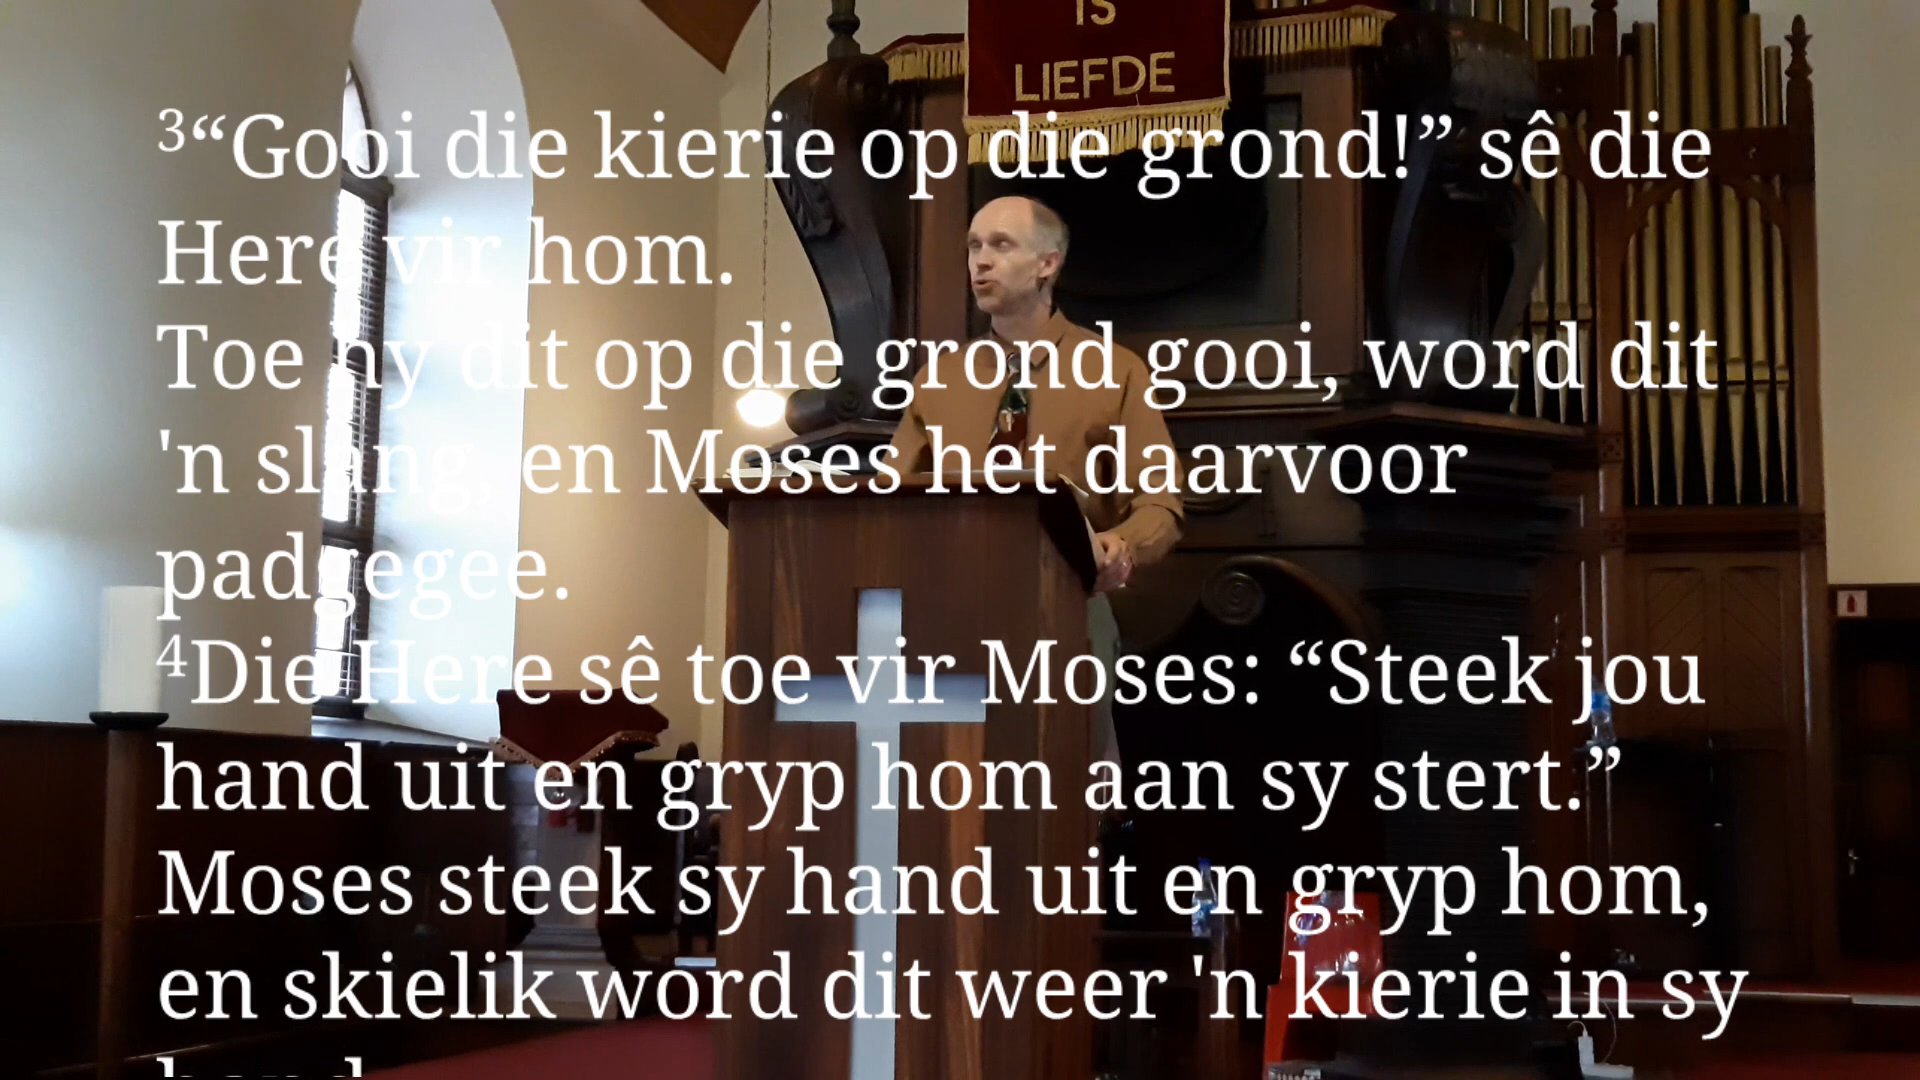 IS
LIEFDE
3“Gooi die kierie op die grond!” sê die
Here vir hom.
Toe hy dit op die grond gooi, word dit
'n slang, en Moses het daarvoor
padgegee.
4Die Here sê toe vir Moses: “Steek jou
hand uit en gryp hom aan sy stert.”
Moses steek sy hand uit en gryp hom,
en skielik word dit weer 'n kierie in sy